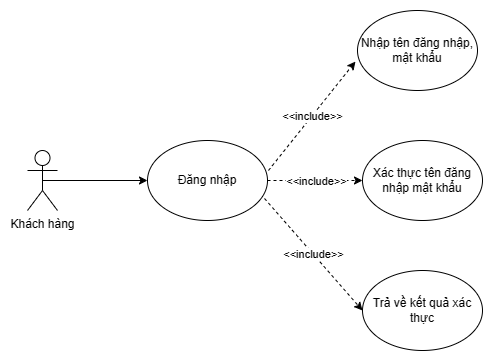 Nhập tên đăng nhập,
mật khẩu
<<include>>
Đăng nhập
<<include>>
Xác thực tên đăng
nhập mật khẩu
Khách hàng
<<include>>
Trả về kết quả xác
thực